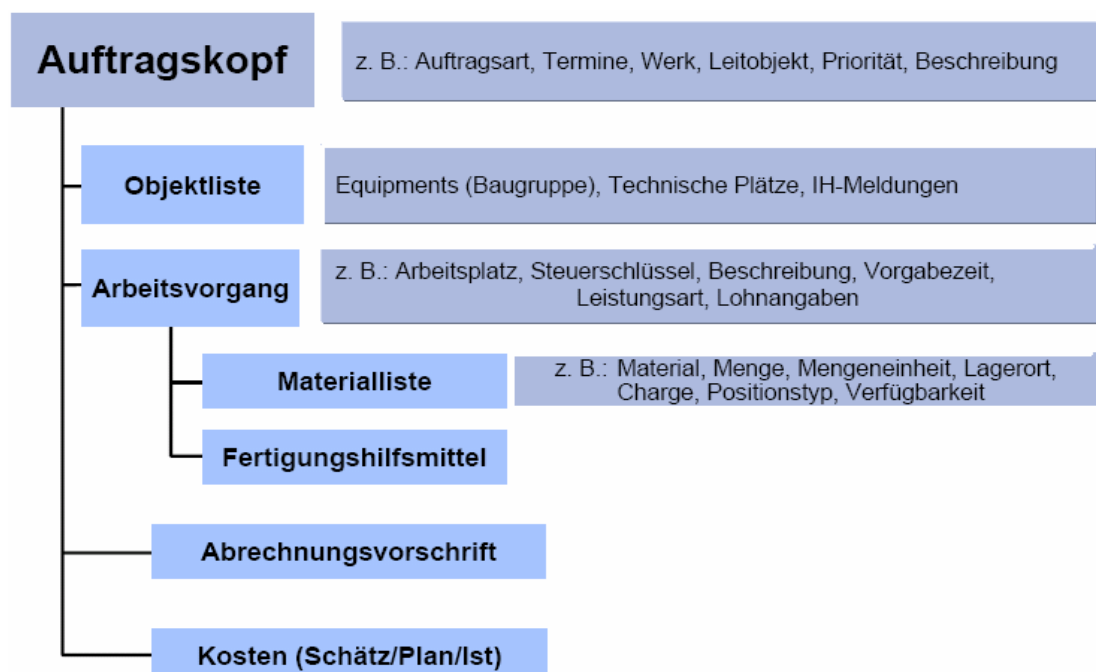 Auftragskopf
z. B.: Auftragsart, Termine, Werk, Leitobjekt, Priorität, Beschreibung
Objektliste
Equipments (Baugruppe), Technische Plätze, IH-Meldungen
Arbeitsvorgang
z. B.: Arbeitsplatz, Steuerschlüssel, Beschreibung, Vorgabezeit,
Leistungsart, Lohnangaben
Materialliste
z. B.: Material, Menge, Mengeneinheit, Lagerort,
Charge, Positionstyp, Verfügbarkeit
Fertigungshilfsmittel
Abrechnungsvorschrift
Kosten (Schätz/Plan/Ist)